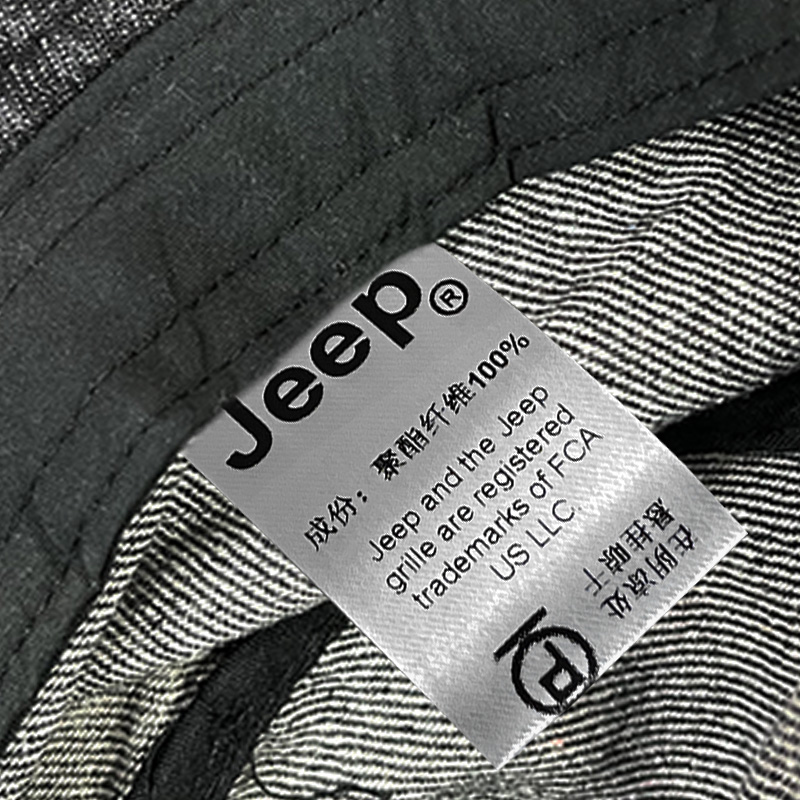 Jeep®
成份：聚酯纤维100%
Jeep and the Jeep
grille are registered
trademarks of FCA
US LLC.
在阴凉处
悬挂晾干
P